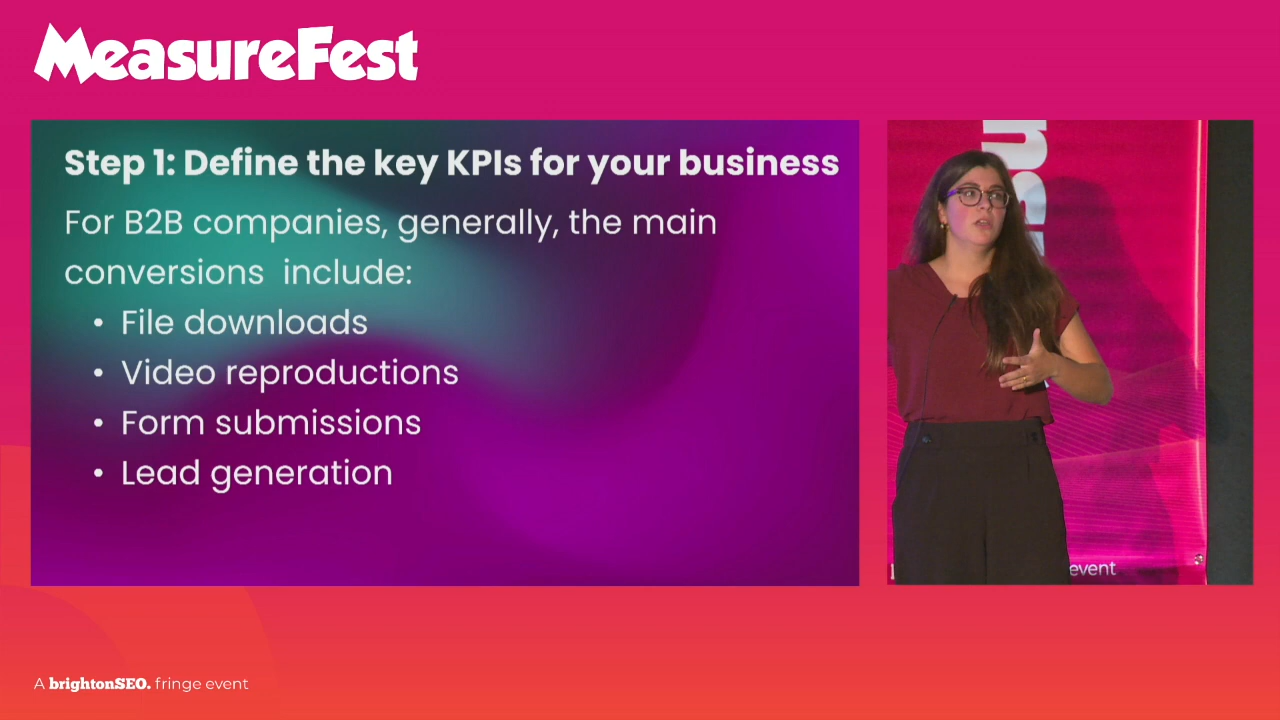 MeasureFest
Step 1: Define the key KPIs for your business
For B2B companies, generally, the main
conversions include:
• File downloads
• Video reproductions
• Form submissions
• Lead generation
event
A brightonSEO. fringe event